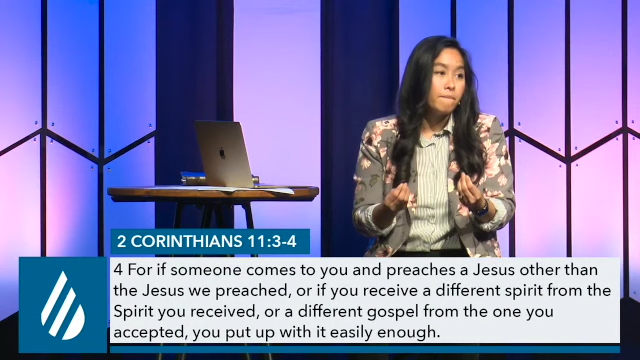 2 CORINTHIANS 11:3-4
4 For if someone comes to you and preaches a Jesus other than
the Jesus we preached, or if you receive a different spirit from the
Spirit you received, or a different gospel from the one you
accepted, you put up with it easily enough.